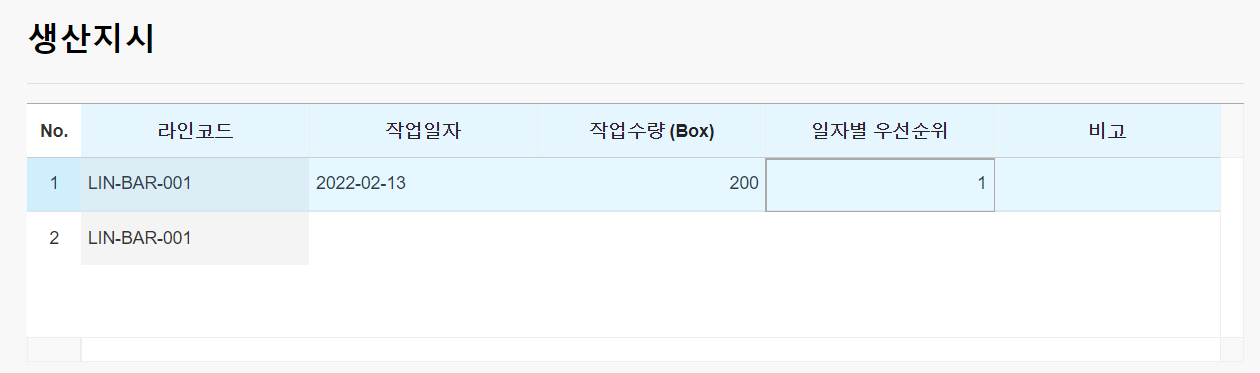 생산지시
No. 라인코드 작업일자 작업수량 (Box) 일자별 우선순위 비고
1 LIN-BAR-001 2022-02-13 200 1
2 LIN-BAR-001